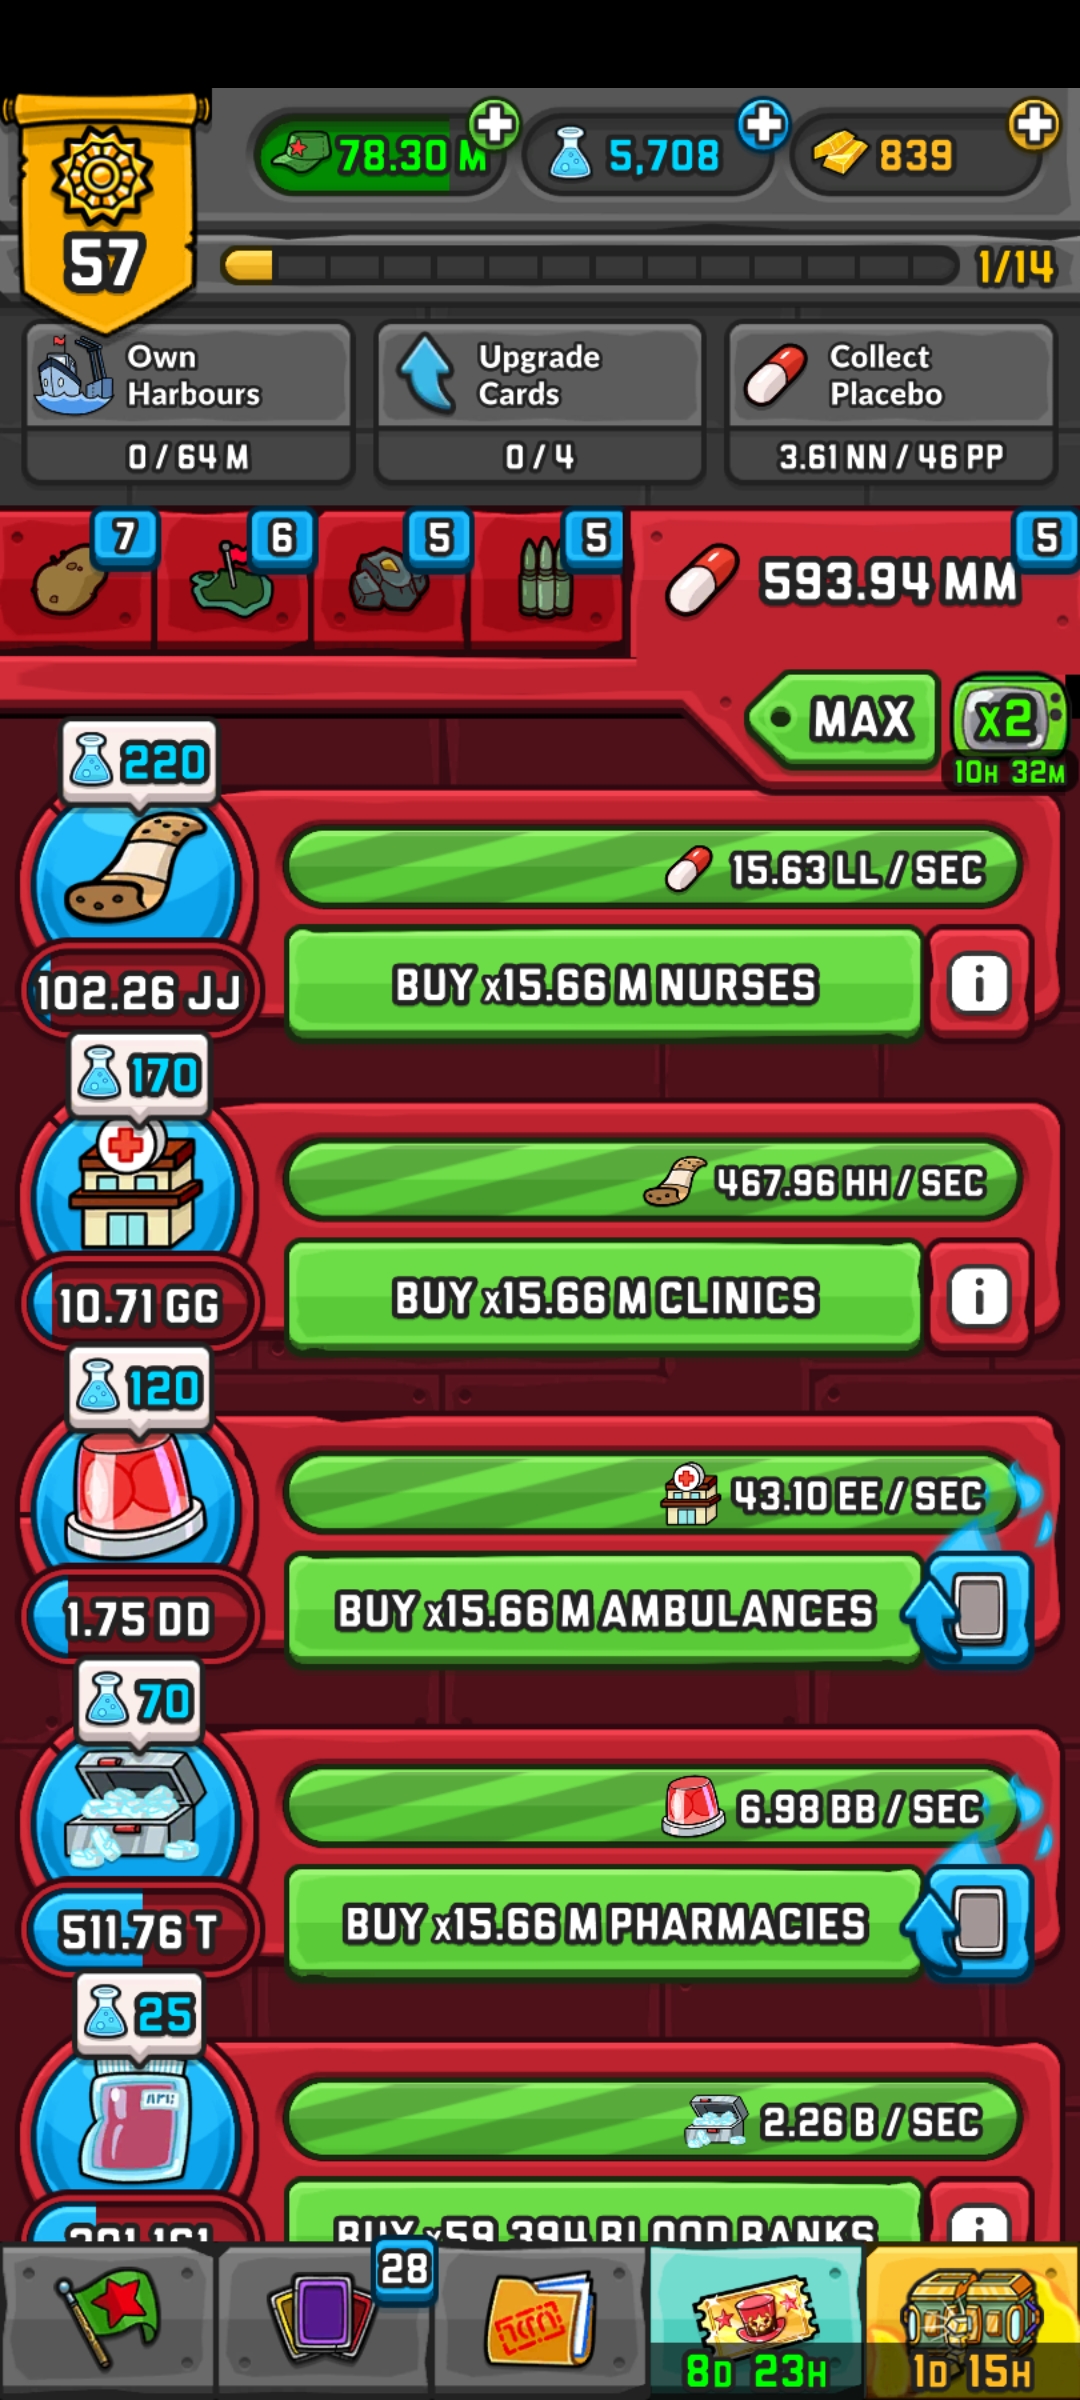 78.30 M
5,708
839
57
1/14
Own
Harbours
0 / 64 M
Upgrade
Cards
0 / 4
Collect
Placebo
3.61 NN / 46 PP
7
6
5
5
593.94 MM
5
MAX
x2
10H 32M
220
15.63 LL / SEC
102.26 JJ
BUY x15.66 M NURSES
i
170
467.96 HH / SEC
10.71 GG
BUY x15.66 M CLINICS
i
120
43.10 EE / SEC
1.75 DD
BUY x15.66 M AMBULANCES
70
6.98 BB / SEC
511.76 T
BUY x15.66 M PHARMACIES
25
2.26 B / SEC
BUY x59,394 BLOOD BANKS
i
28
8D 23H
1D 15H